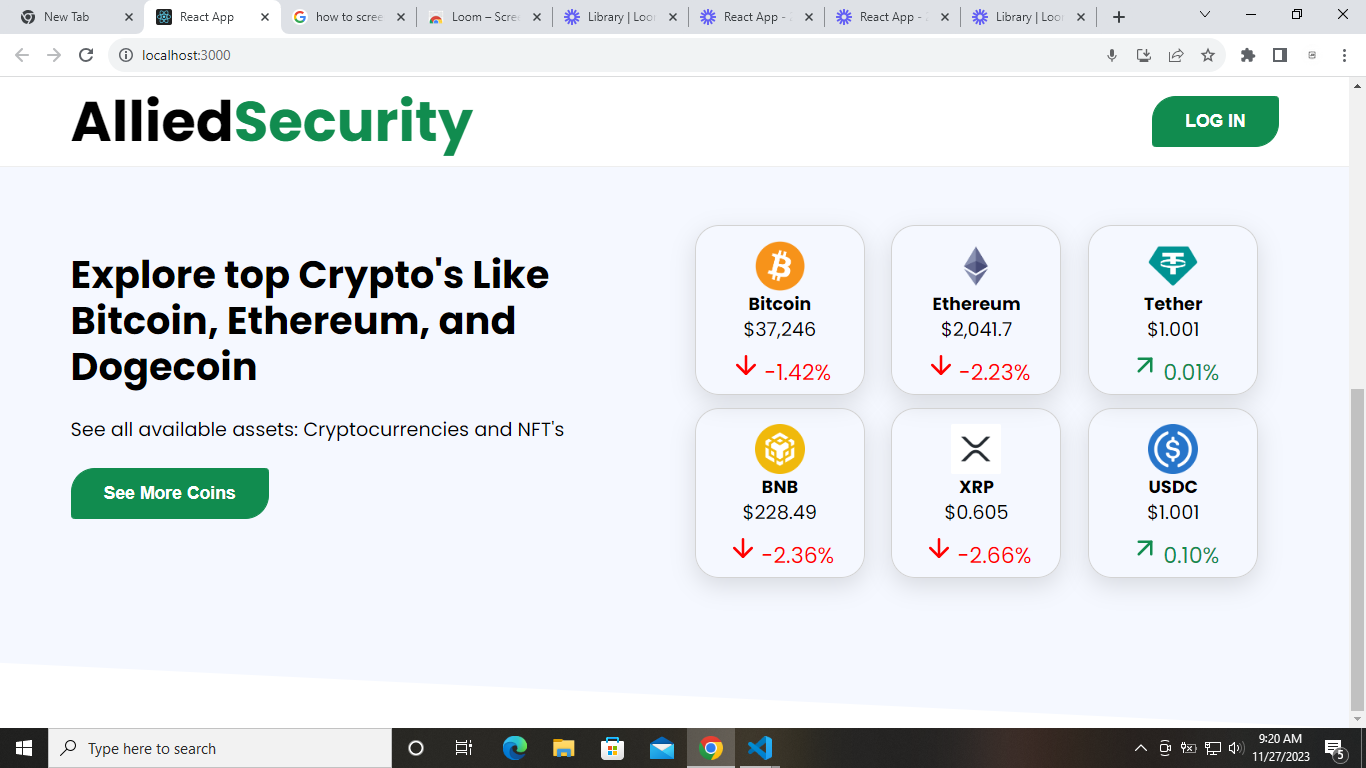 New Tab
React App
how to scree
Loom – Scre
Library | Loo
React App -
React App -
Library | Loo
localhost:3000
AlliedSecurity
LOG IN
Explore top Crypto's Like
Bitcoin, Ethereum, and
Dogecoin
See all available assets: Cryptocurrencies and NFT's
See More Coins
Bitcoin
$37,246
-1.42%
Ethereum
$2,041.7
-2.23%
Tether
$1.001
0.01%
BNB
$228.49
-2.36%
XRP
$0.605
-2.66%
USDC
$1.001
0.10%
Type here to search
9:20 AM
11/27/2023
5